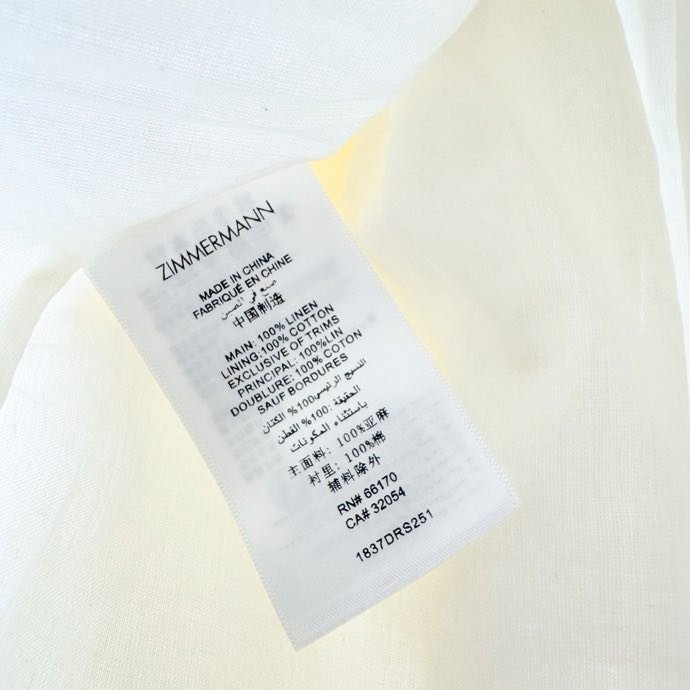 ZIMMERMANN
MADE IN CHINA
FABRIQUÉ EN CHINE
صنع في الصين
中国制造
MAIN: 100% LINEN
LINING:100% COTTON
EXCLUSIVE OF TRIMS
PRINCIPAL: 100%LIN
DOUBLURE: 100% COTON
SAUF BORDURES
النسيج الرئيسي:100% الكتان
الحقيقة: 100% القطن
باستثناء المكونات
主面料: 100%亚麻
衬里: 100%棉
辅料除外
RN# 66170
CA# 32054
1837DRS251